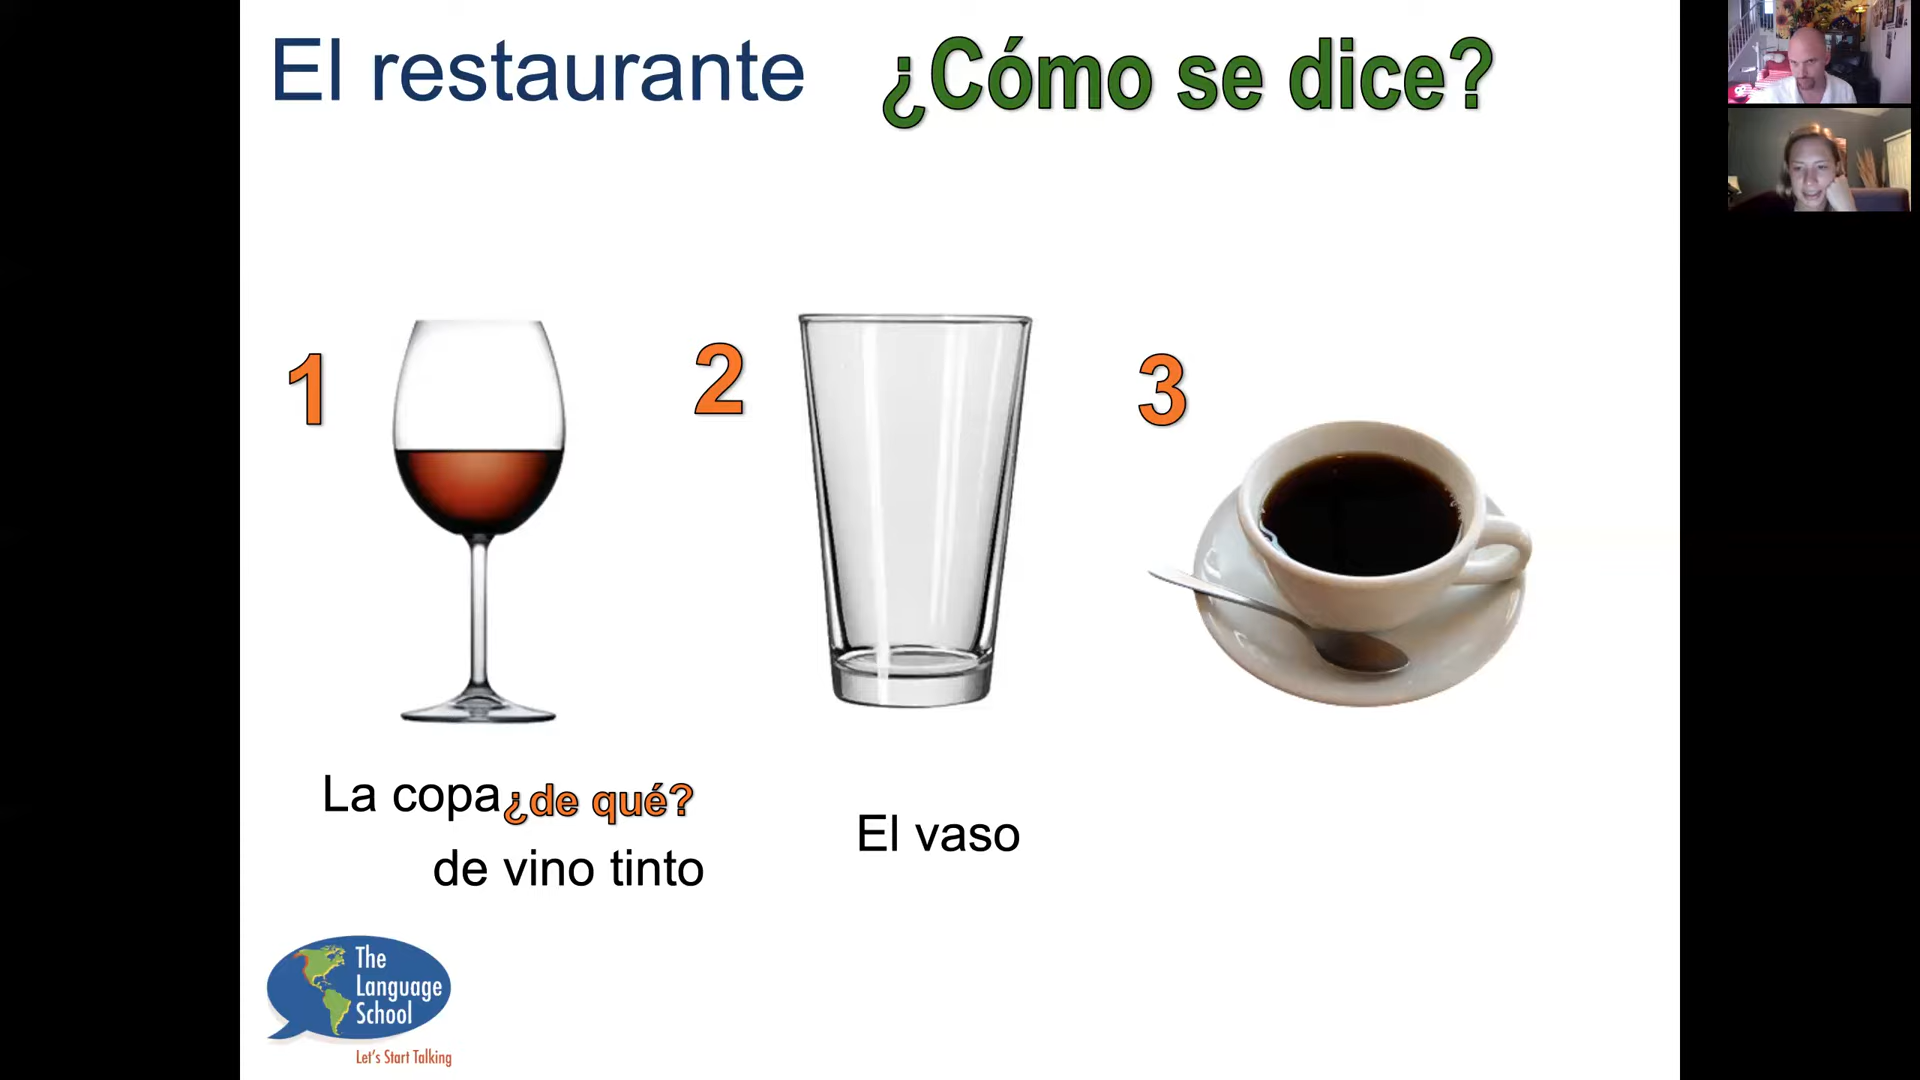 El restaurante ¿Cómo se dice?
1
2
3
La copa ¿de qué?
de vino tinto
El vaso
The
Language
School
Let's Start Talking